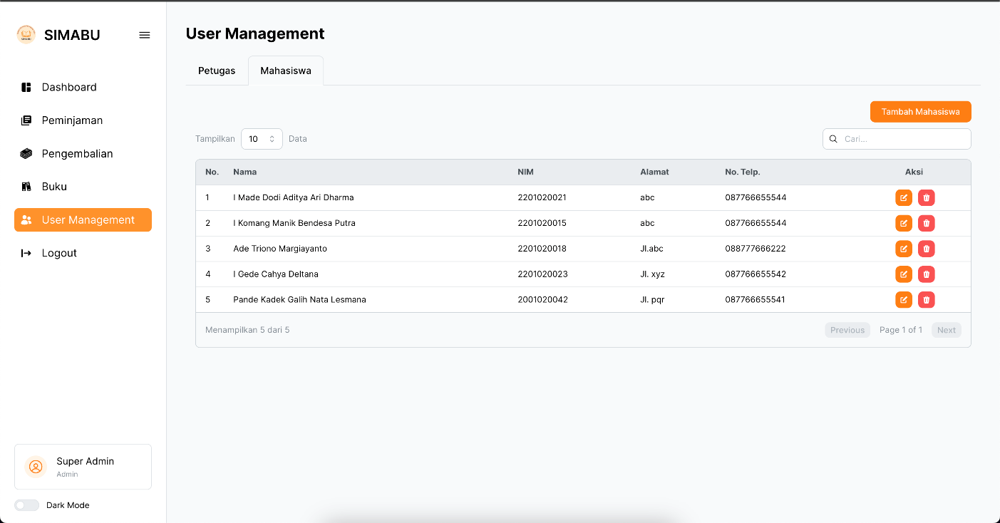 SIMABU
Dashboard
Peminjaman
Pengembalian
Buku
User Management
Logout
Super Admin
Admin
Dark Mode
User Management
Petugas Mahasiswa
Tambah Mahasiswa
Tampilkan 10 Data Cari...
No. Nama NIM Alamat No. Telp. Aksi
1 I Made Dodi Aditya Ari Dharma 2201020021 abc 087766655544
2 I Komang Manik Bendesa Putra 2201020015 abc 087766655544
3 Ade Triono Margiayanto 2201020018 Jl.abc 088777666222
4 I Gede Cahya Deltana 2201020023 Jl. xyz 087766655542
5 Pande Kadek Galih Nata Lesmana 2001020042 Jl. pqr 087766655541
Menampilkan 5 dari 5 Previous Page 1 of 1 Next